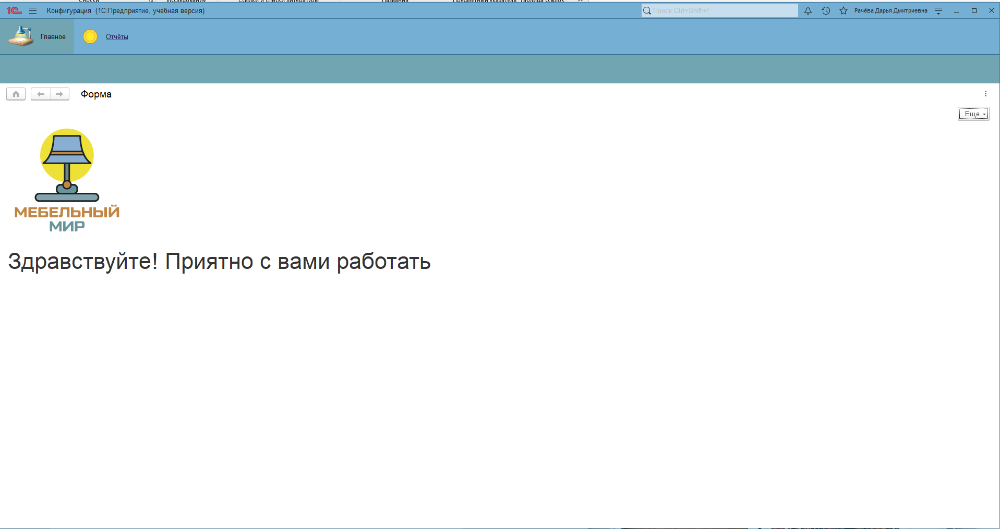 Сноски Исследование Ссылки и списки литературы Названия Предметный указатель Таблица ссылок
1С Конфигурация (1С:Предприятие, учебная версия) Поиск Ctrl+Shift+F Рачёва Дарья Дмитриевна
Главное Отчёты
Форма
Еще
МЕБЕЛЬНЫЙ
МИР
Здравствуйте! Приятно с вами работать